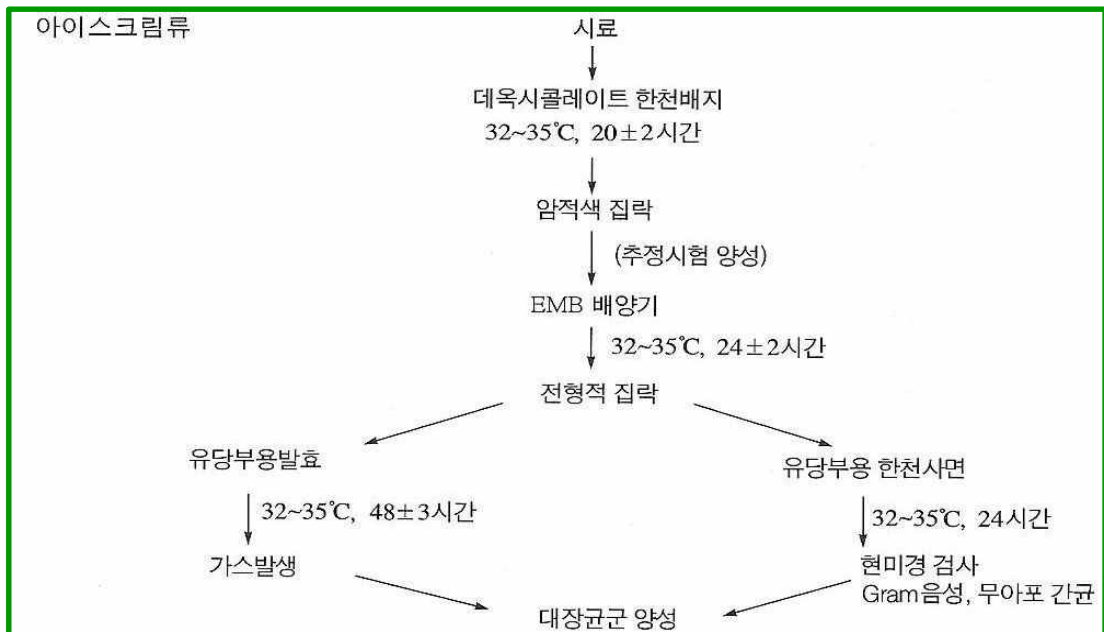 아이스크림류
시료
데옥시콜레이트 한천배지
32~35℃, 20±2시간
암적색 집락
(추정시험 양성)
EMB 배양기
32~35℃, 24±2시간
전형적 집락
유당부용발효
유당부용 한천사면
32~35℃, 48±3시간
32~35℃, 24시간
가스발생
현미경 검사
Gram음성, 무아포 간균
대장균군 양성